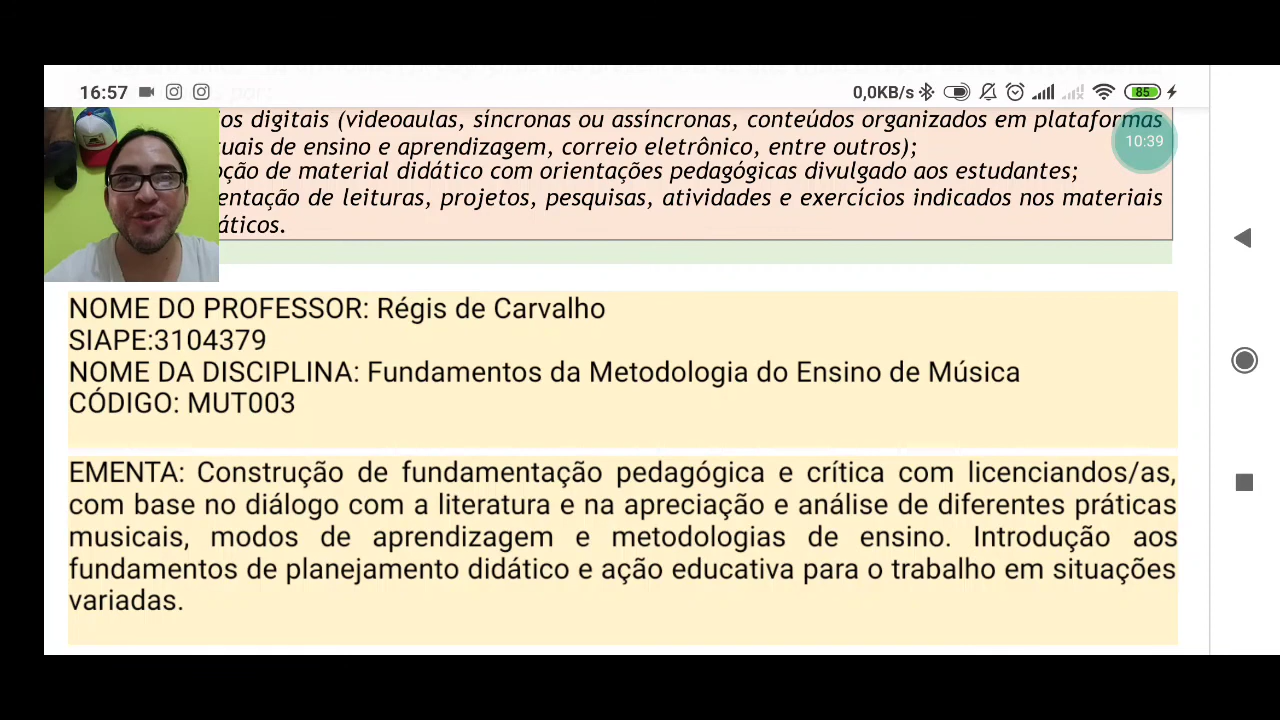 16:57 0,0KB/s 85
os digitais (videoaulas, síncronas ou assíncronas, conteúdos organizados em plataformas
10:39
tuais de ensino e aprendizagem, correio eletrônico, entre outros);
oção de material didático com orientações pedagógicas divulgado aos estudantes;
entação de leituras, projetos, pesquisas, atividades e exercícios indicados nos materiais
áticos.
NOME DO PROFESSOR: Régis de Carvalho
SIAPE:3104379
NOME DA DISCIPLINA: Fundamentos da Metodologia do Ensino de Música
CÓDIGO: MUT003
EMENTA: Construção de fundamentação pedagógica e crítica com licenciandos/as,
com base no diálogo com a literatura e na apreciação e análise de diferentes práticas
musicais, modos de aprendizagem e metodologias de ensino. Introdução aos
fundamentos de planejamento didático e ação educativa para o trabalho em situações
variadas.